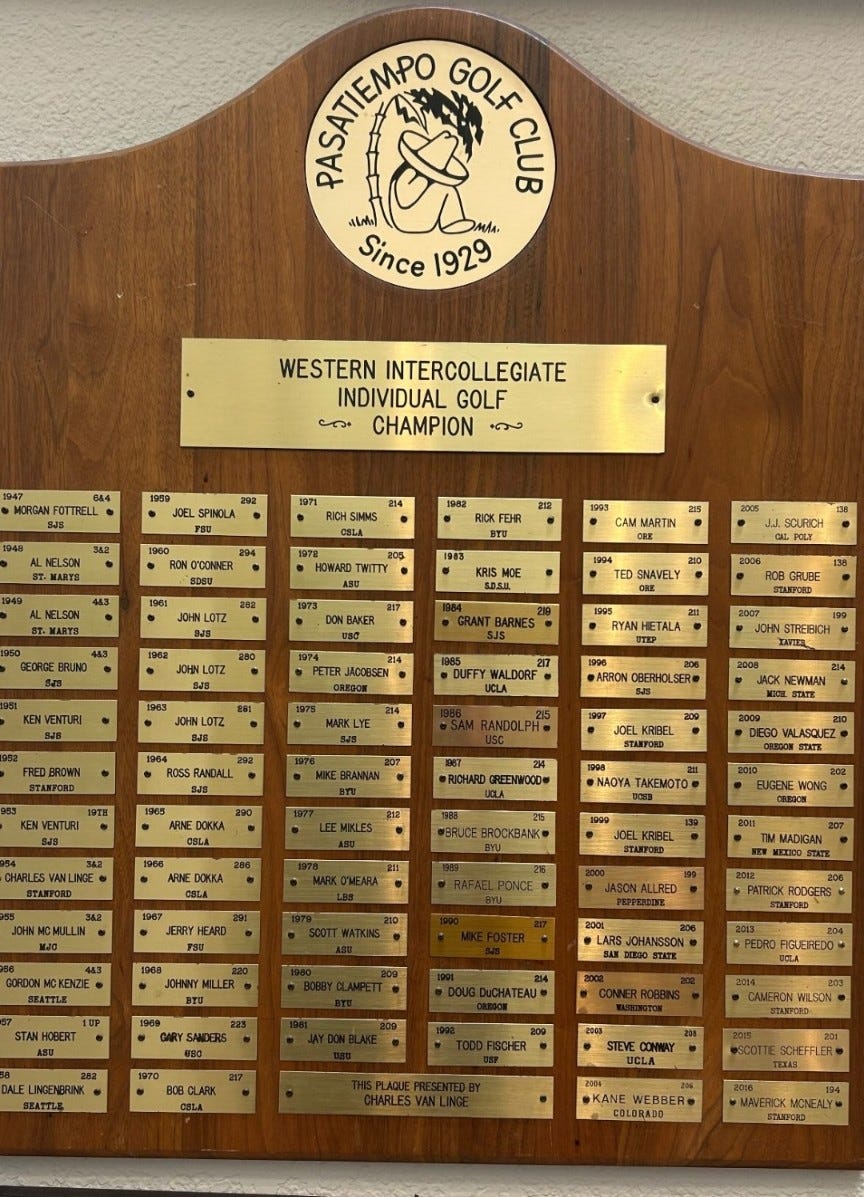 PASATIEMPO GOLF CLUB
Since 1929
WESTERN INTERCOLLEGIATE
INDIVIDUAL GOLF
CHAMPION
1947 6&4
MORGAN FOTTRELL
SJS
1948 3&2
AL NELSON
ST. MARYS
1949 4&3
AL NELSON
ST. MARYS
1950 4&3
GEORGE BRUNO
SJS
1951
KEN VENTURI
SJS
1952
FRED BROWN
STANFORD
1953 19TH
KEN VENTURI
SJS
954 3&2
CHARLES VAN LINGE
STANFORD
955 3&2
JOHN MC MULLIN
MJC
956 4&3
GORDON MC KENZIE
SEATTLE
957 1 UP
STAN HOBERT
ASU
58 282
DALE LINGENBRINK
SEATTLE
1959 292
JOEL SPINOLA
FSU
1960 294
RON O'CONNER
SDSU
1961 282
JOHN LOTZ
SJS
1962 280
JOHN LOTZ
SJS
1963 281
JOHN LOTZ
SJS
1964 292
ROSS RANDALL
SJS
1965 290
ARNE DOKKA
CSLA
1966 286
ARNE DOKKA
CSLA
1967 291
JERRY HEARD
FSU
1968 220
JOHNNY MILLER
BYU
1969 223
GARY SANDERS
USC
1970 217
BOB CLARK
CSLA
1971 214
RICH SIMMS
CSLA
1972 205
HOWARD TWITTY
ASU
1973 217
DON BAKER
USC
1974 214
PETER JACOBSEN
OREGON
1975 214
MARK LYE
SJS
1976 207
MIKE BRANNAN
BYU
1977 212
LEE MIKLES
ASU
1978 211
MARK O'MEARA
LBS
1979 210
SCOTT WATKINS
ASU
1980 209
BOBBY CLAMPETT
BYU
1981 209
JAY DON BLAKE
USU
THIS PLAQUE PRESENTED BY
CHARLES VAN LINGE
1982 212
RICK FEHR
BYU
1983
KRIS MOE
S.D.S.U.
1984 219
GRANT BARNES
SJS
1985 217
DUFFY WALDORF
UCLA
1986 215
SAM RANDOLPH
USC
1987 214
RICHARD GREENWOOD
UCLA
1988 215
BRUCE BROCKBANK
BYU
1989 216
RAFAEL PONCE
BYU
1990 217
MIKE FOSTER
SJS
1991 214
DOUG DuCHATEAU
OREGON
1992 209
TODD FISCHER
USF
1993 215
CAM MARTIN
ORE
1994 210
TED SNAVELY
ORE
1995 211
RYAN HIETALA
UTEP
1996 206
ARRON OBERHOLSER
SJS
1997 209
JOEL KRIBEL
STANFORD
1998 211
NAOYA TAKEMOTO
UCSB
1999 139
JOEL KRIBEL
STANFORD
2000 199
JASON ALLRED
PEPPERDINE
2001 206
LARS JOHANSSON
SAN DIEGO STATE
2002 202
CONNER ROBBINS
WASHINGTON
2003 208
STEVE CONWAY
UCLA
2004 206
KANE WEBBER
COLORADO
2005 138
J.J. SCURICH
CAL POLY
2006 138
ROB GRUBE
STANFORD
2007 199
JOHN STREIBICH
XAVIER
2008 214
JACK NEWMAN
MICH. STATE
2009 210
DIEGO VALASQUEZ
OREGON STATE
2010 202
EUGENE WONG
OREGON
2011 207
TIM MADIGAN
NEW MEXICO STATE
2012 206
PATRICK RODGERS
STANFORD
2013 204
PEDRO FIGUEIREDO
UCLA
2014 203
CAMERON WILSON
STANFORD
2015 201
SCOTTIE SCHEFFLER
TEXAS
2016 194
MAVERICK MCNEALY
STANFORD